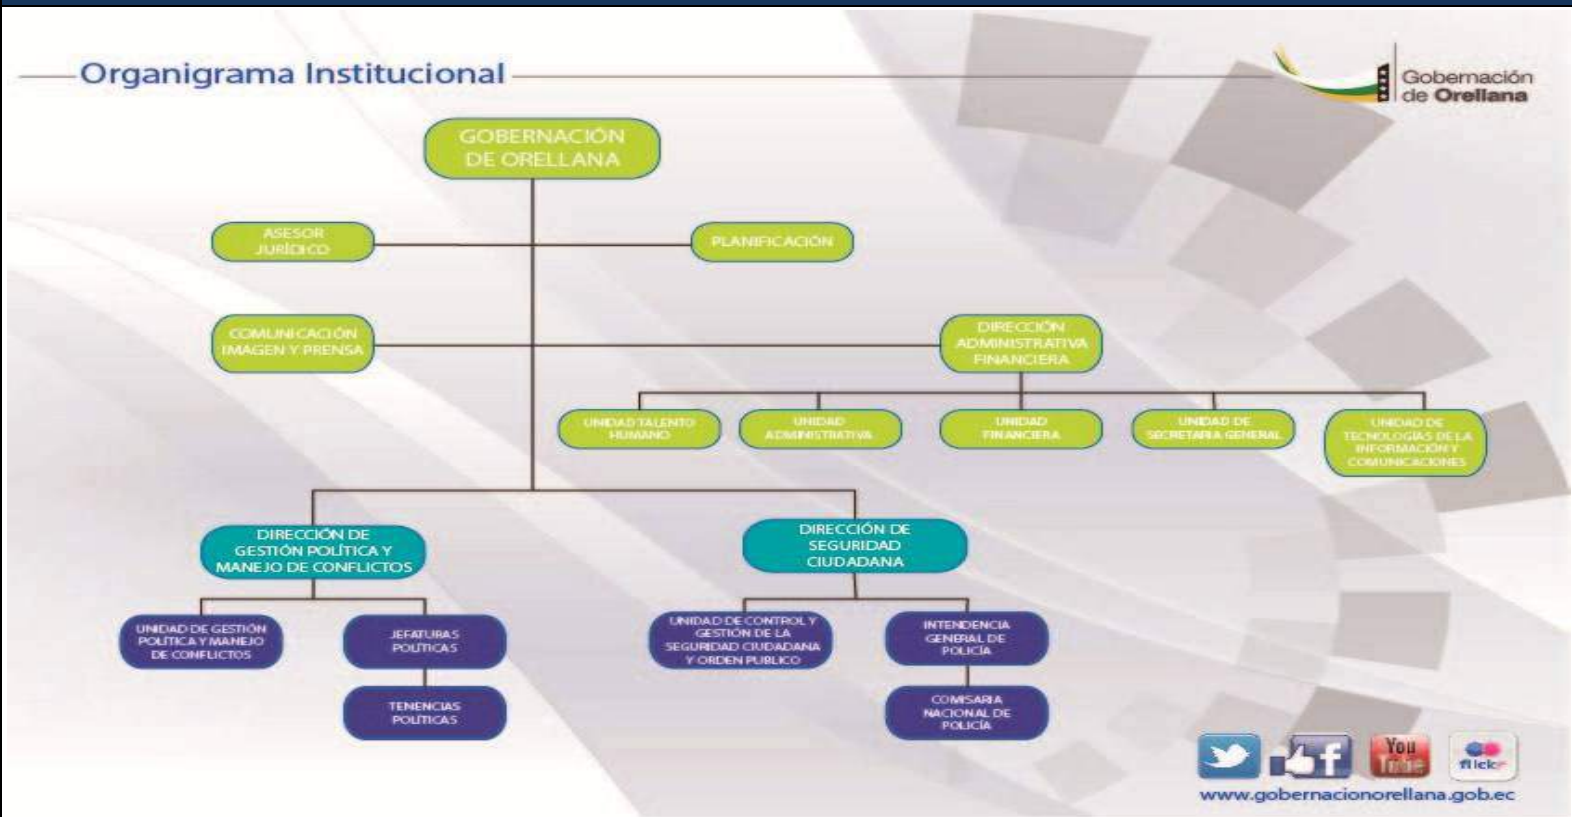 Organigrama Institucional
Gobernación
de Orellana
GOBERNACIÓN
DE ORELLANA
ASESOR
JURÍDICO
PLANIFICACIÓN
COMUNICACIÓN
IMAGEN Y PRENSA
DIRECCIÓN
ADMINISTRATIVA
FINANCIERA
UNIDAD TALENTO
HUMANO
UNIDAD
ADMINISTRATIVA
UNIDAD
FINANCIERA
UNIDAD DE
SECRETARIA GENERAL
UNIDAD DE
TECNOLOGÍAS DE LA
INFORMACIÓN Y
COMUNICACIONES
DIRECCIÓN DE
GESTIÓN POLÍTICA Y
MANEJO DE CONFLICTOS
DIRECCIÓN DE
SEGURIDAD
CIUDADANA
UNIDAD DE GESTIÓN
POLÍTICA Y MANEJO
DE CONFLICTOS
JEFATURAS
POLÍTICAS
UNIDAD DE CONTROL Y
GESTIÓN DE LA
SEGURIDAD CIUDADANA
Y ORDEN PUBLICO
INTENDENCIA
GENERAL DE
POLICÍA
TENENCIAS
POLÍTICAS
COMISARIA
NACIONAL DE
POLICÍA
You
Tube
flickr
www.gobernacionorellana.gob.ec